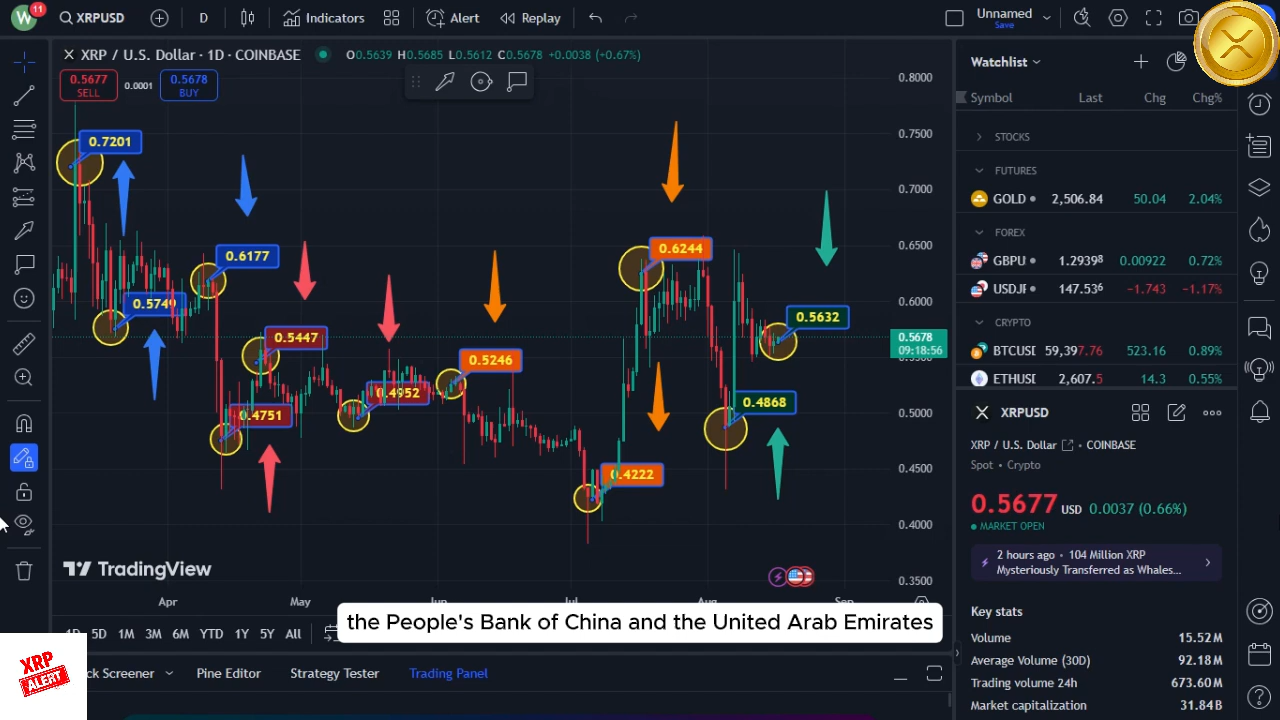 W 11 XRPUSD D Indicators Alert Replay Unnamed
Save
XRP / U.S. Dollar · 1D · COINBASE O0.5639 H0.5685 L0.5612 C0.5678 +0.0038 (+0.67%)
0.5677 0.0001 0.5678
SELL BUY
Watchlist
Symbol Last Chg Chg%
STOCKS
FUTURES
GOLD 2,506.84 50.04 2.04%
FOREX
GBPU 1.29398 0.00922 0.72%
USDJF 147.536 −1.743 −1.17%
CRYPTO
BTCUSI 59,397.76 523.16 0.89%
ETHUSI 2,607.5 14.3 0.55%
0.8000
0.7500
0.7000
0.6500
0.6000
0.5678
09:18:56
0.5000
0.4500
0.4000
0.3500
0.7201
0.5749
0.6177
0.5447
0.4751
0.4952
0.5246
0.4222
0.6244
0.5632
0.4868
TradingView
Apr May Jun Jul Aug Sep
1D 5D 1M 3M 6M YTD 1Y 5Y All
the People's Bank of China and the United Arab Emirates
XRP
ALERT
ck Screener Pine Editor Strategy Tester Trading Panel
XRPUSD
XRP / U.S. Dollar • COINBASE
Spot • Crypto
0.5677 USD 0.0037 (0.66%)
MARKET OPEN
2 hours ago • 104 Million XRP
Mysteriously Transferred as Whales...
Key stats
Volume 15.52M
Average Volume (30D) 92.18M
Trading volume 24h 673.60M
Market capitalization 31.84B